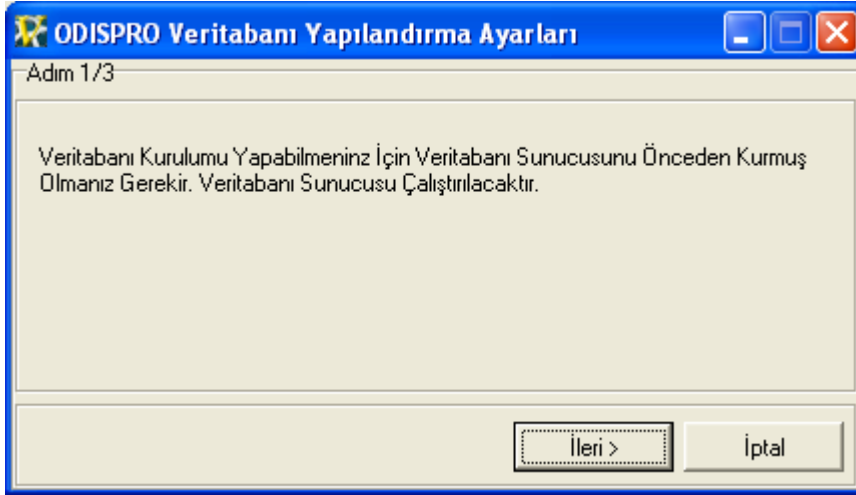 ODISPRO Veritabanı Yapılandırma Ayarları
Adım 1/3
Veritabanı Kurulumu Yapabilmeninz İçin Veritabanı Sunucusunu Önceden Kurmuş
Olmanız Gerekir. Veritabanı Sunucusu Çalıştırılacaktır.
İleri >
İptal